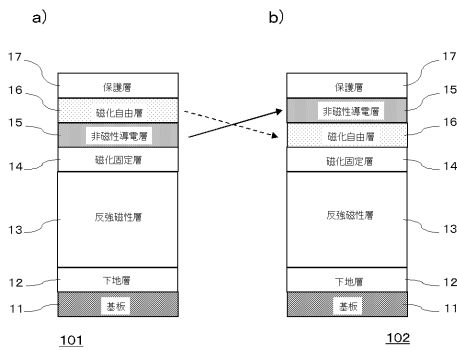 a)
17 保護層
16 磁化自由層
15 非磁性導電層
14 磁化固定層
13 反強磁性層
12 下地層
11 基板
101
b)
保護層 17
非磁性導電層 15
磁化自由層 16
磁化固定層 14
反強磁性層 13
下地層 12
基板 11
102